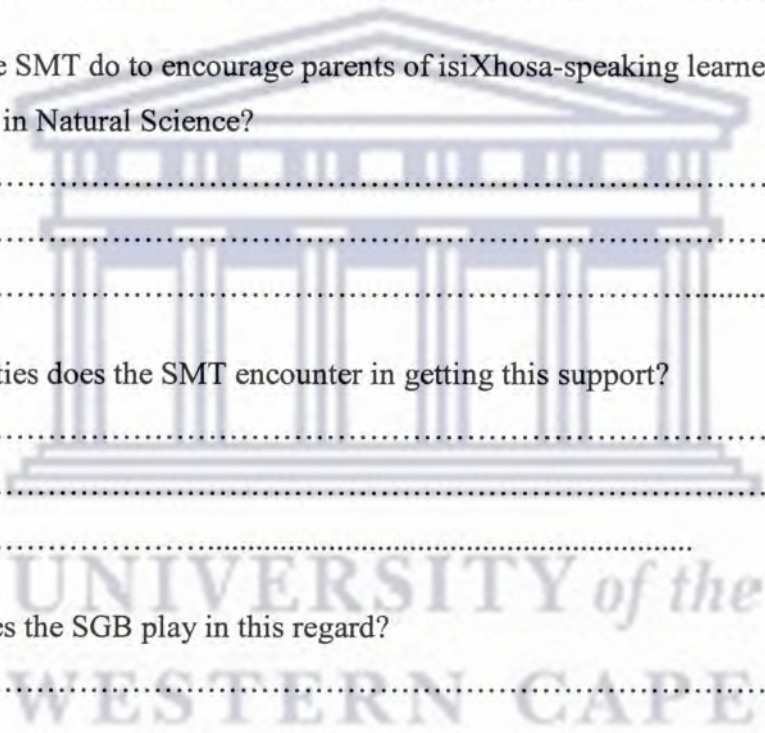 e SMT do to encourage parents of isiXhosa-speaking learne
in Natural Science?
ties does the SMT encounter in getting this support?
UNIVERSITY of the
es the SGB play in this regard?
WESTERN CAPE